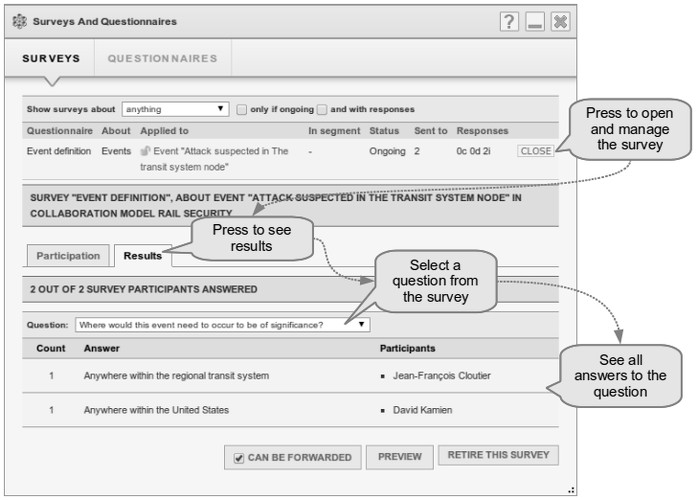 Surveys And Questionnaires
?
SURVEYS
QUESTIONNAIRES
Show surveys about anything only if ongoing and with responses
Questionnaire About Applied to In segment Status Sent to Responses
Event definition Events Event "Attack suspected in The - Ongoing 2 0c 0d 2i CLOSE
transit system node"
Press to open
and manage
the survey
SURVEY "EVENT DEFINITION", ABOUT EVENT "ATTACK SUSPECTED IN THE TRANSIT SYSTEM NODE" IN
COLLABORATION MODEL RAIL SECURITY
Press to see
results
Participation
Results
Select a
question from
the survey
2 OUT OF 2 SURVEY PARTICIPANTS ANSWERED
Question: Where would this event need to occur to be of significance?
Count Answer Participants
1 Anywhere within the regional transit system Jean-François Cloutier
1 Anywhere within the United States David Kamien
See all
answers to the
question
CAN BE FORWARDED
PREVIEW
RETIRE THIS SURVEY